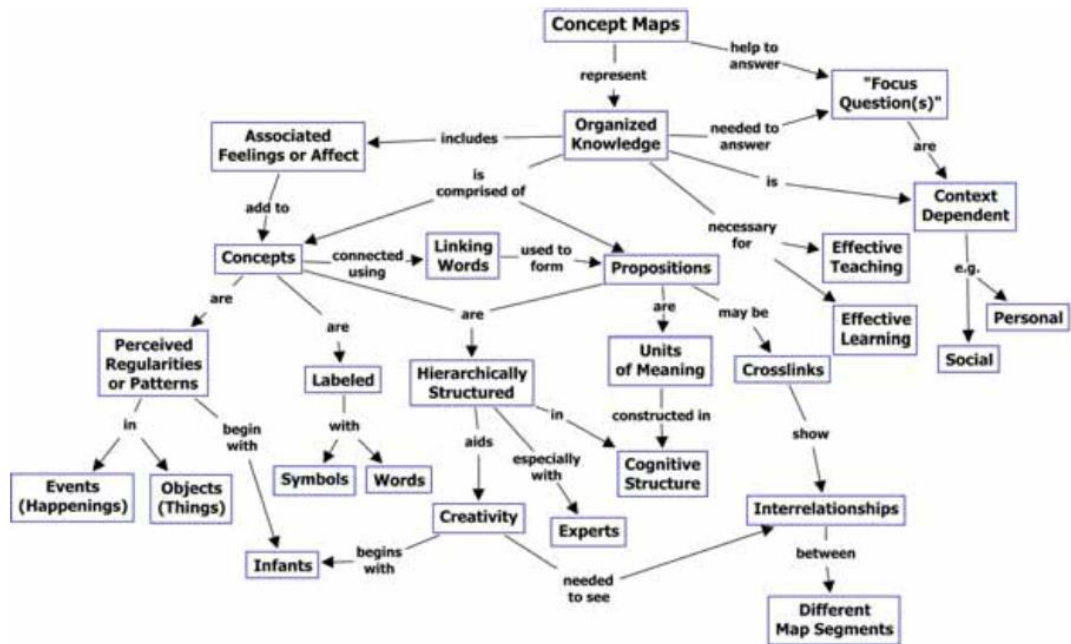 Concept Maps
help to
answer
represent
"Focus
Question(s)"
Organized
Knowledge
needed to
answer
includes
Associated
Feelings or Affect
are
is
comprised of
is
Context
Dependent
add to
necessary
for
Effective
Teaching
Concepts
connected
using
Linking
Words
used to
form
Propositions
e.g.
are
are
are
are
may be
Personal
Effective
Learning
Social
Perceived
Regularities
or Patterns
Labeled
Hierarchically
Structured
Units
of Meaning
Crosslinks
in
begin
with
with
in
constructed in
aids
especially
with
show
Events
(Happenings)
Objects
(Things)
Symbols
Words
Cognitive
Structure
Creativity
Experts
Interrelationships
Infants
begins
with
needed
to see
between
Different
Map Segments